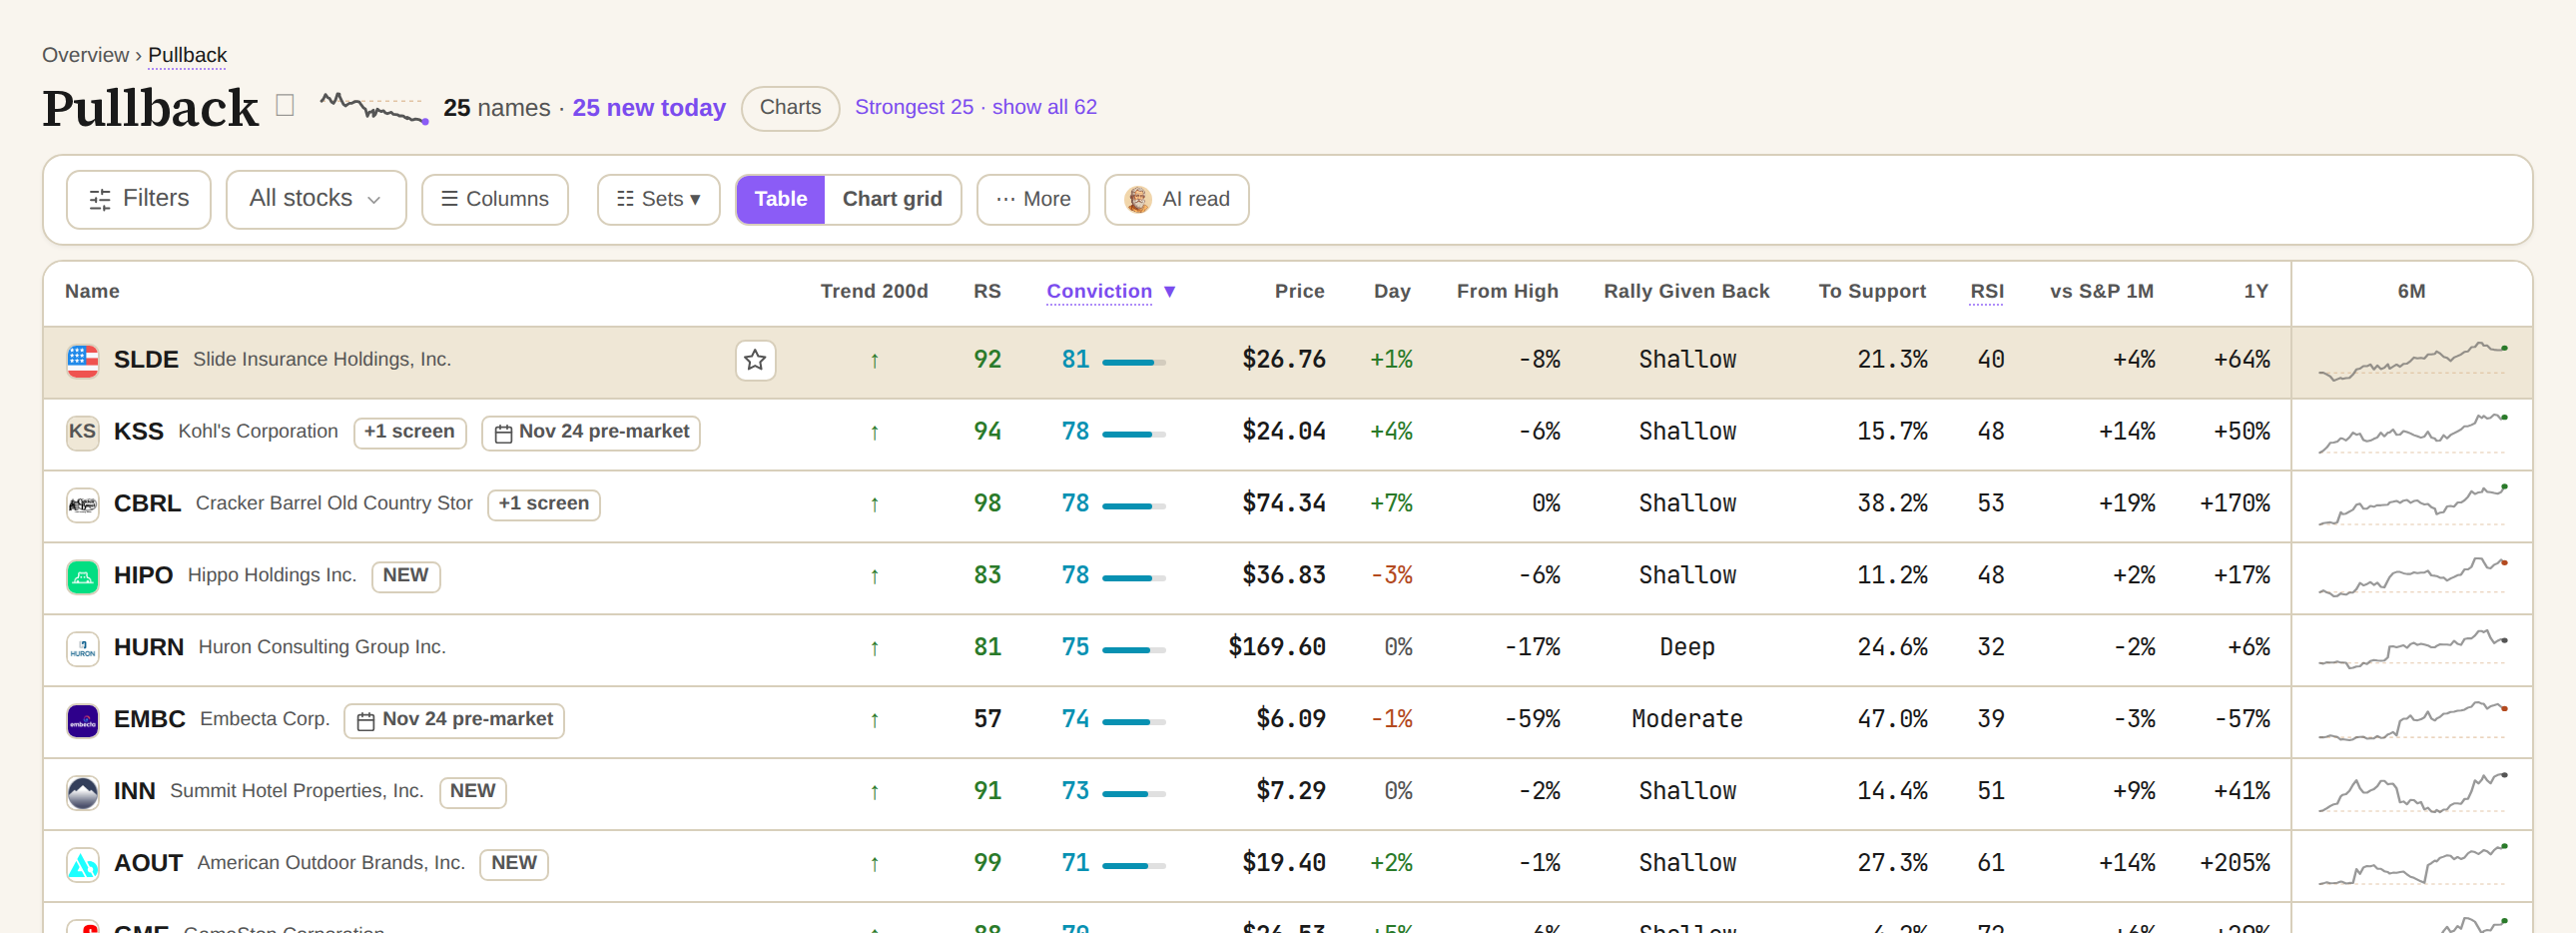 Overview › Pullback
Pullback 25 names · 25 new today Charts Strongest 25 · show all 62
Filters All stocks Columns Sets ▾ Table Chart grid ··· More AI read
Name Trend 200d RS Conviction ▼ Price Day From High Rally Given Back To Support RSI vs S&P 1M 1Y 6M
SLDE Slide Insurance Holdings, Inc. ↑ 92 81 $26.76 +1% -8% Shallow 21.3% 40 +4% +64%
KS KSS Kohl's Corporation +1 screen Nov 24 pre-market ↑ 94 78 $24.04 +4% -6% Shallow 15.7% 48 +14% +50%
CBRL Cracker Barrel Old Country Stor +1 screen ↑ 98 78 $74.34 +7% 0% Shallow 38.2% 53 +19% +170%
HIPO Hippo Holdings Inc. NEW ↑ 83 78 $36.83 -3% -6% Shallow 11.2% 48 +2% +17%
HURON HURN Huron Consulting Group Inc. ↑ 81 75 $169.60 0% -17% Deep 24.6% 32 -2% +6%
embecta EMBC Embecta Corp. Nov 24 pre-market ↑ 57 74 $6.09 -1% -59% Moderate 47.0% 39 -3% -57%
INN Summit Hotel Properties, Inc. NEW ↑ 91 73 $7.29 0% -2% Shallow 14.4% 51 +9% +41%
AOUT American Outdoor Brands, Inc. NEW ↑ 99 71 $19.40 +2% -1% Shallow 27.3% 61 +14% +205%
GME GameStop Corporation